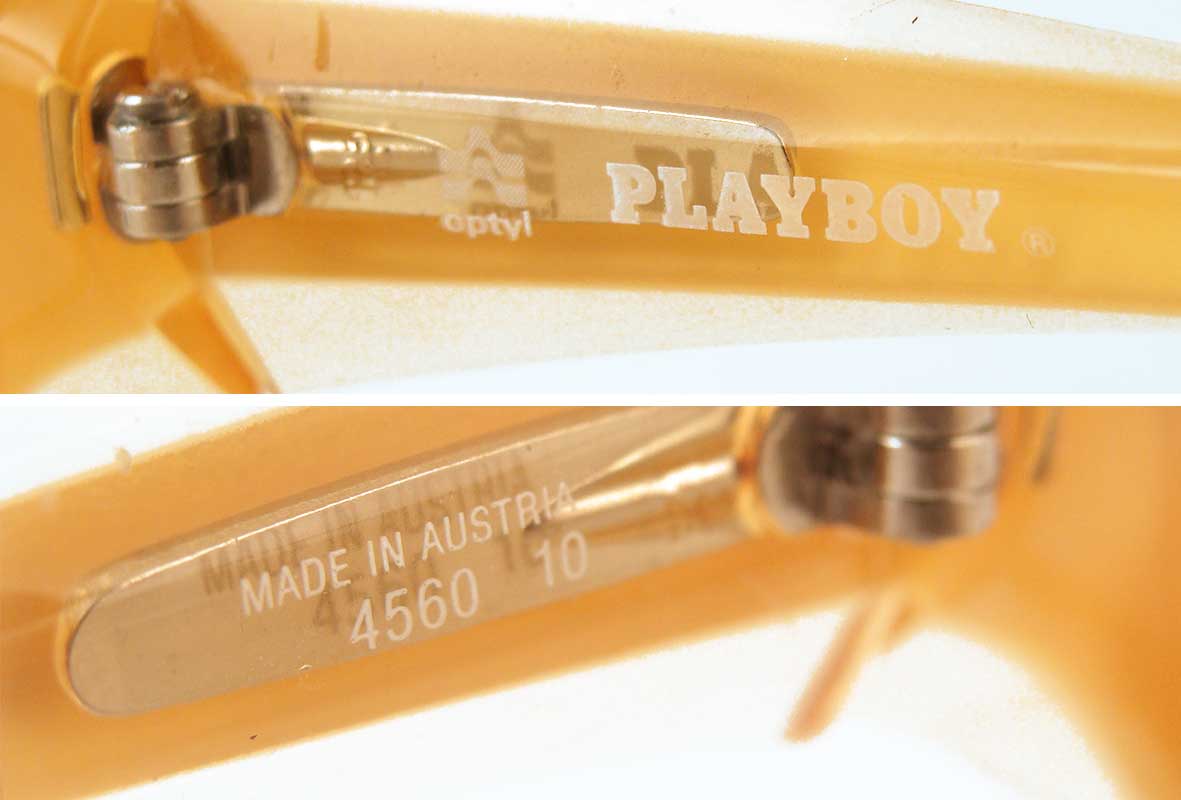 optyl
PLAYBOY ®
MADE IN AUSTRIA
4560 10